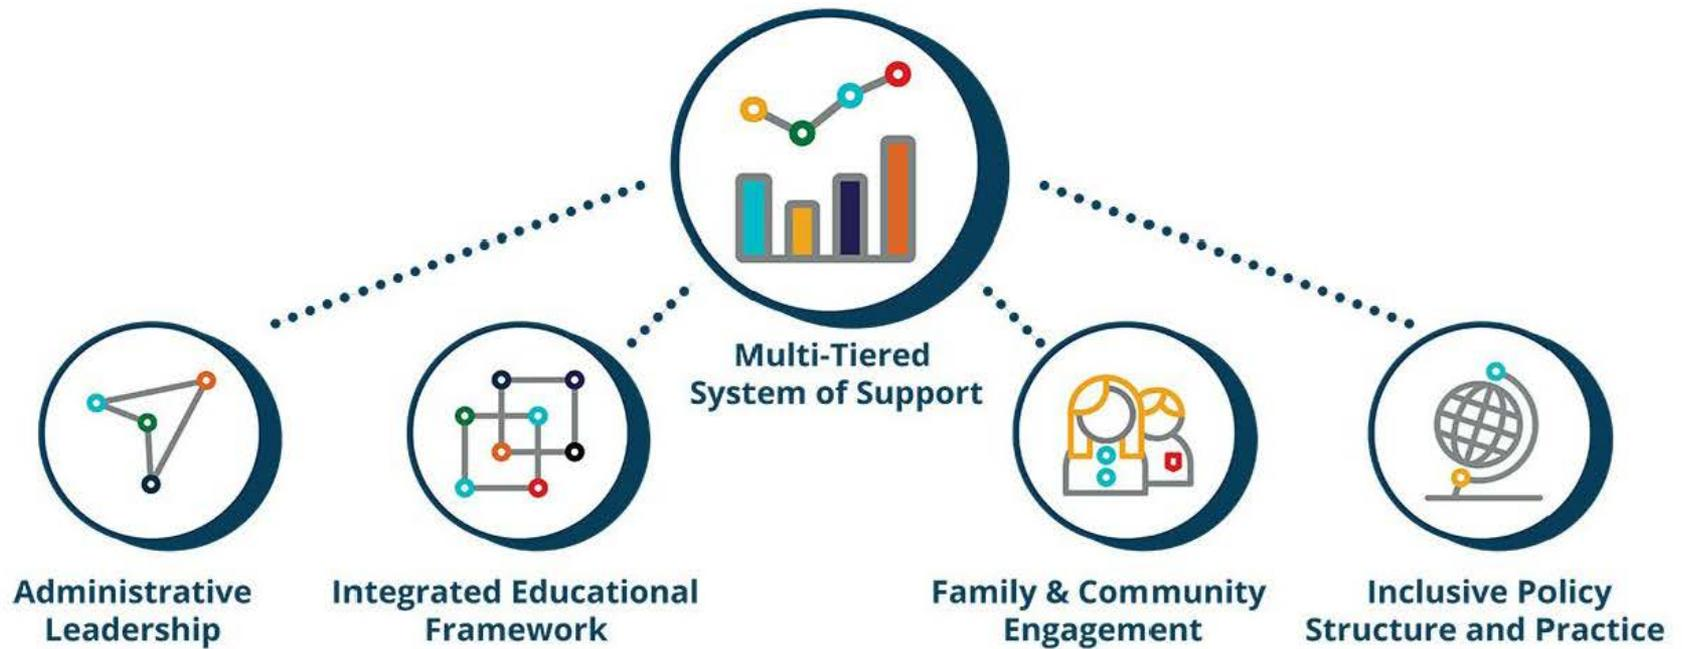 Multi-Tiered
System of Support
Administrative
Leadership
Integrated Educational
Framework
Family & Community
Engagement
Inclusive Policy
Structure and Practice